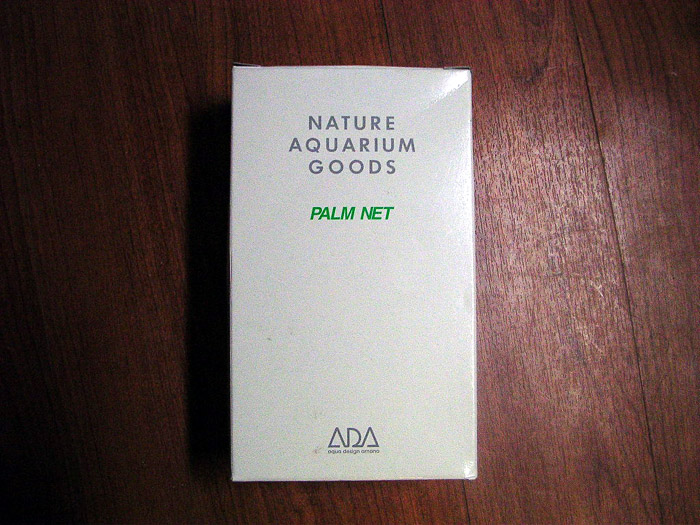 NATURE
AQUARIUM
GOODS
PALM NET
ADA
aqua design amano